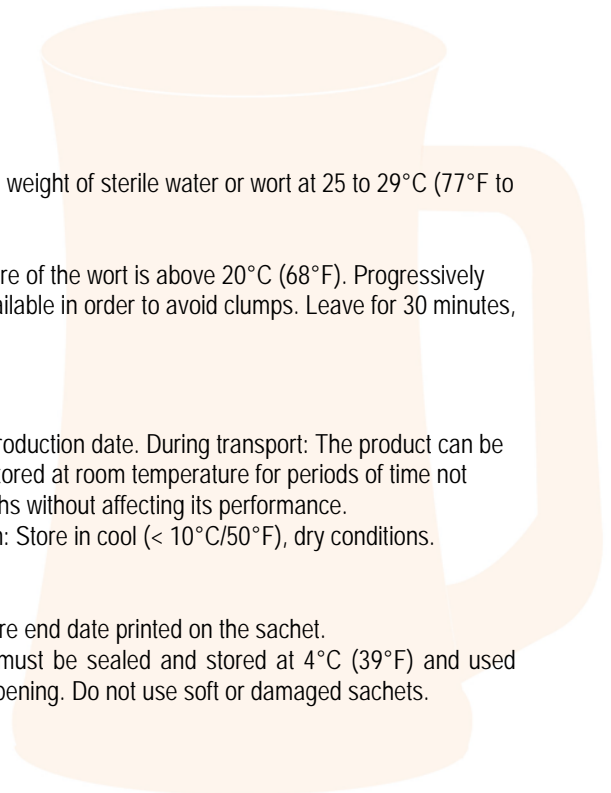 weight of sterile water or wort at 25 to 29°C (77°F to
re of the wort is above 20°C (68°F). Progressively
ailable in order to avoid clumps. Leave for 30 minutes,
roduction date. During transport: The product can be
tored at room temperature for periods of time not
hs without affecting its performance.
n: Store in cool (< 10°C/50°F), dry conditions.
re end date printed on the sachet.
must be sealed and stored at 4°C (39°F) and used
pening. Do not use soft or damaged sachets.